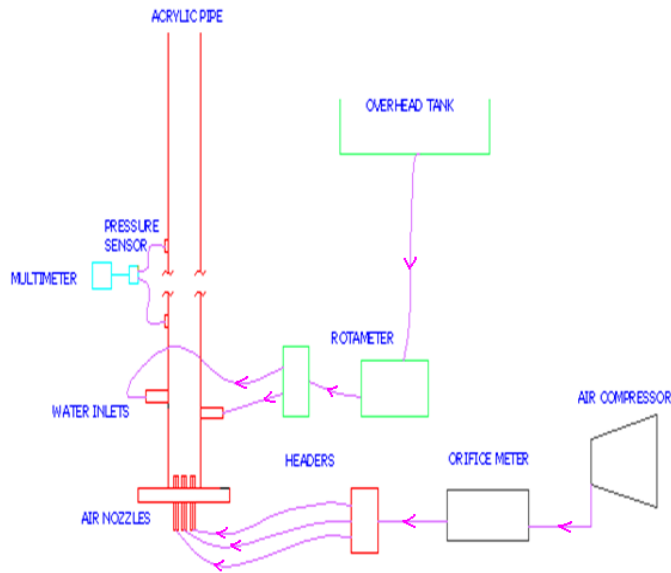 ACRYLIC PIPE
OVERHEAD TANK
PRESSURE
SENSOR
MULTIMETER
ROTAMETER
WATER INLETS
AIR COMPRESSOR
HEADERS
ORIFICE METER
AIR NOZZLES